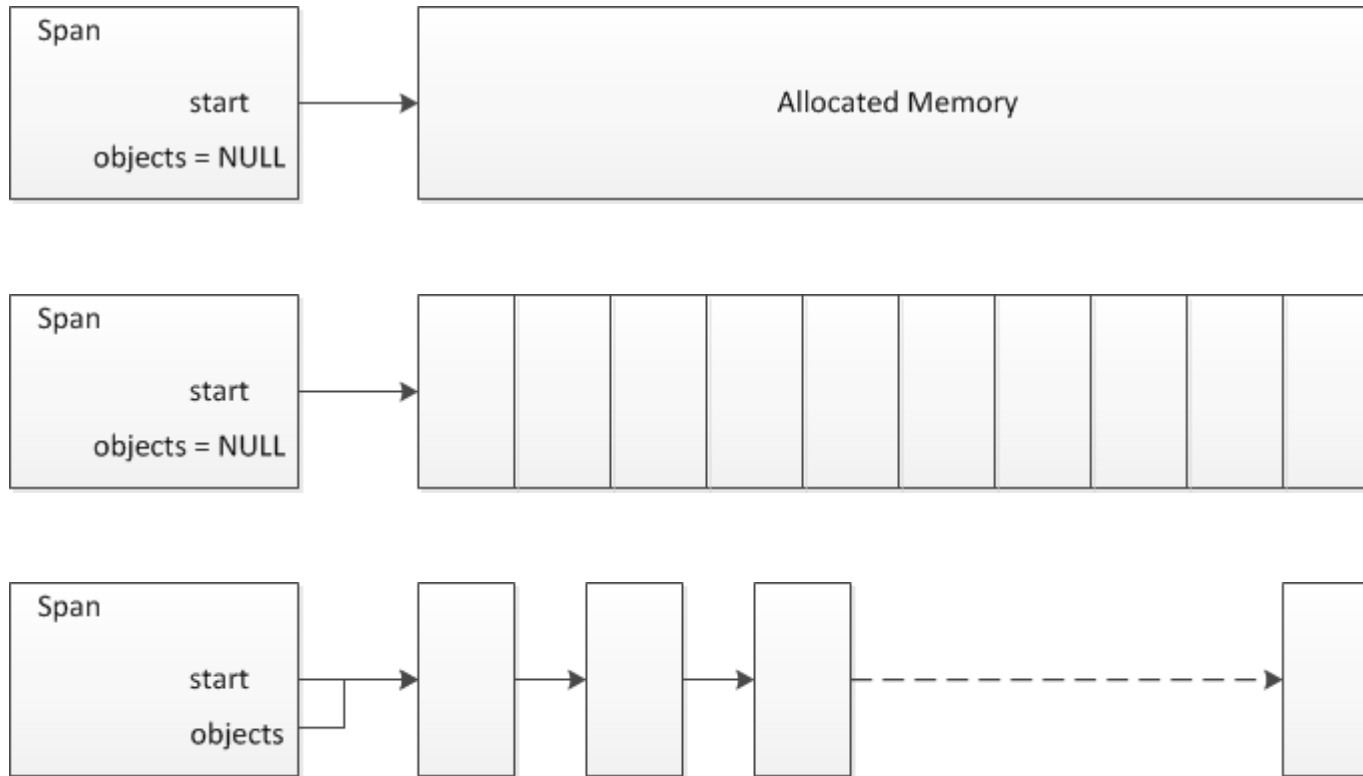 Span
start
objects = NULL
Allocated Memory
Span
start
objects = NULL
Span
start
objects